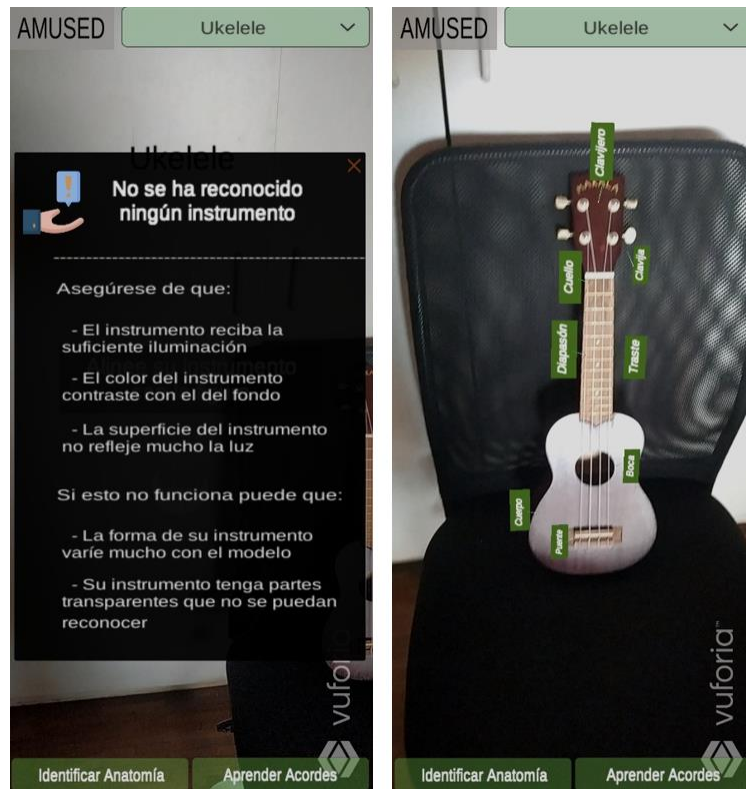 AMUSED
Ukelele
Ukelele
No se ha reconocido
ningún instrumento
Asegúrese de que:
- El instrumento reciba la
suficiente iluminación
- El color del instrumento
contraste con el del fondo
- La superficie del instrumento
no refleje mucho la luz
Si esto no funciona puede que:
- La forma de su instrumento
varíe mucho con el modelo
- Su instrumento tenga partes
transparentes que no se puedan
reconocer
vuforia
Identificar Anatomía
Aprender Acordes
AMUSED
Ukelele
Clavijero
Clavija
Cuello
Diapasón
Traste
Boca
Cuerpo
Puente
vuforia™
Identificar Anatomía
Aprender Acordes